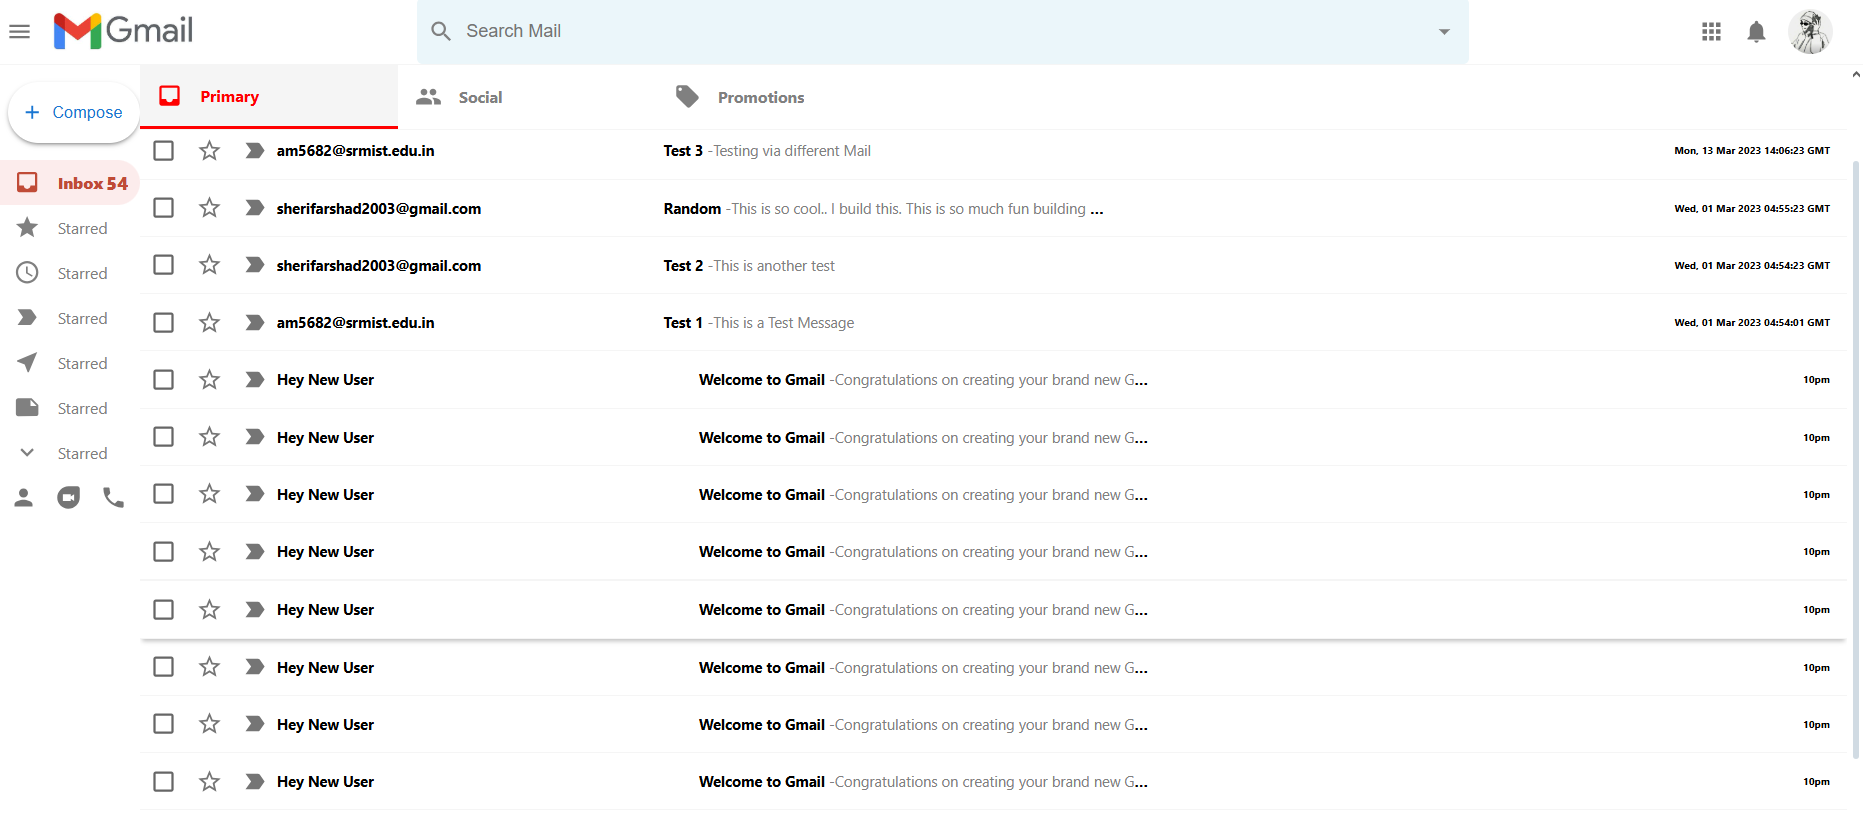 Gmail
Search Mail
Compose
Primary
Social
Promotions
Inbox 54
Starred
Starred
Starred
Starred
Starred
Starred
am5682@srmist.edu.in Test 3 -Testing via different Mail Mon, 13 Mar 2023 14:06:23 GMT
sherifarshad2003@gmail.com Random -This is so cool.. I build this. This is so much fun building ... Wed, 01 Mar 2023 04:55:23 GMT
sherifarshad2003@gmail.com Test 2 -This is another test Wed, 01 Mar 2023 04:54:23 GMT
am5682@srmist.edu.in Test 1 -This is a Test Message Wed, 01 Mar 2023 04:54:01 GMT
Hey New User Welcome to Gmail -Congratulations on creating your brand new G... 10pm
Hey New User Welcome to Gmail -Congratulations on creating your brand new G... 10pm
Hey New User Welcome to Gmail -Congratulations on creating your brand new G... 10pm
Hey New User Welcome to Gmail -Congratulations on creating your brand new G... 10pm
Hey New User Welcome to Gmail -Congratulations on creating your brand new G... 10pm
Hey New User Welcome to Gmail -Congratulations on creating your brand new G... 10pm
Hey New User Welcome to Gmail -Congratulations on creating your brand new G... 10pm
Hey New User Welcome to Gmail -Congratulations on creating your brand new G... 10pm